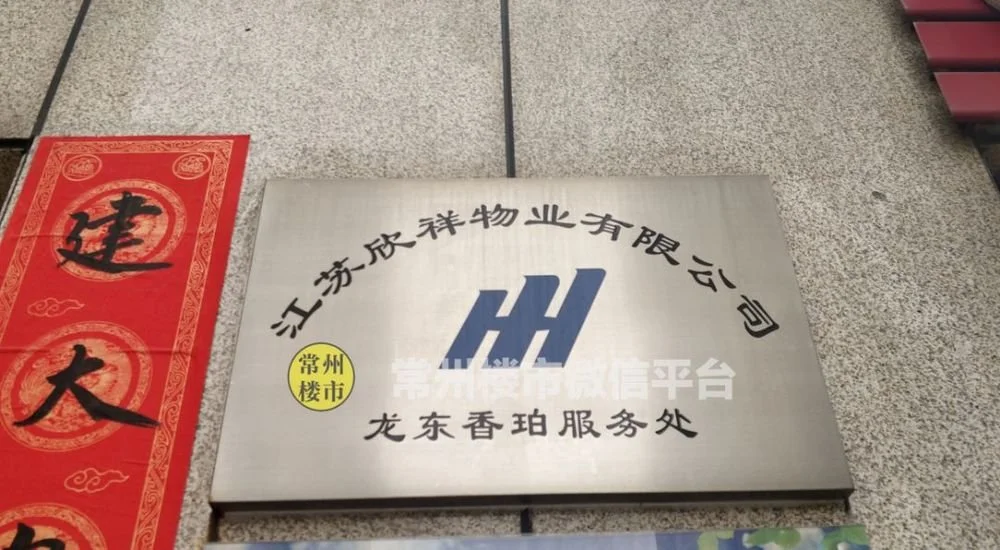 建
大
江苏欣祥物业有限公司
常州
楼市
常州楼市微信平台
龙东香珀服务处